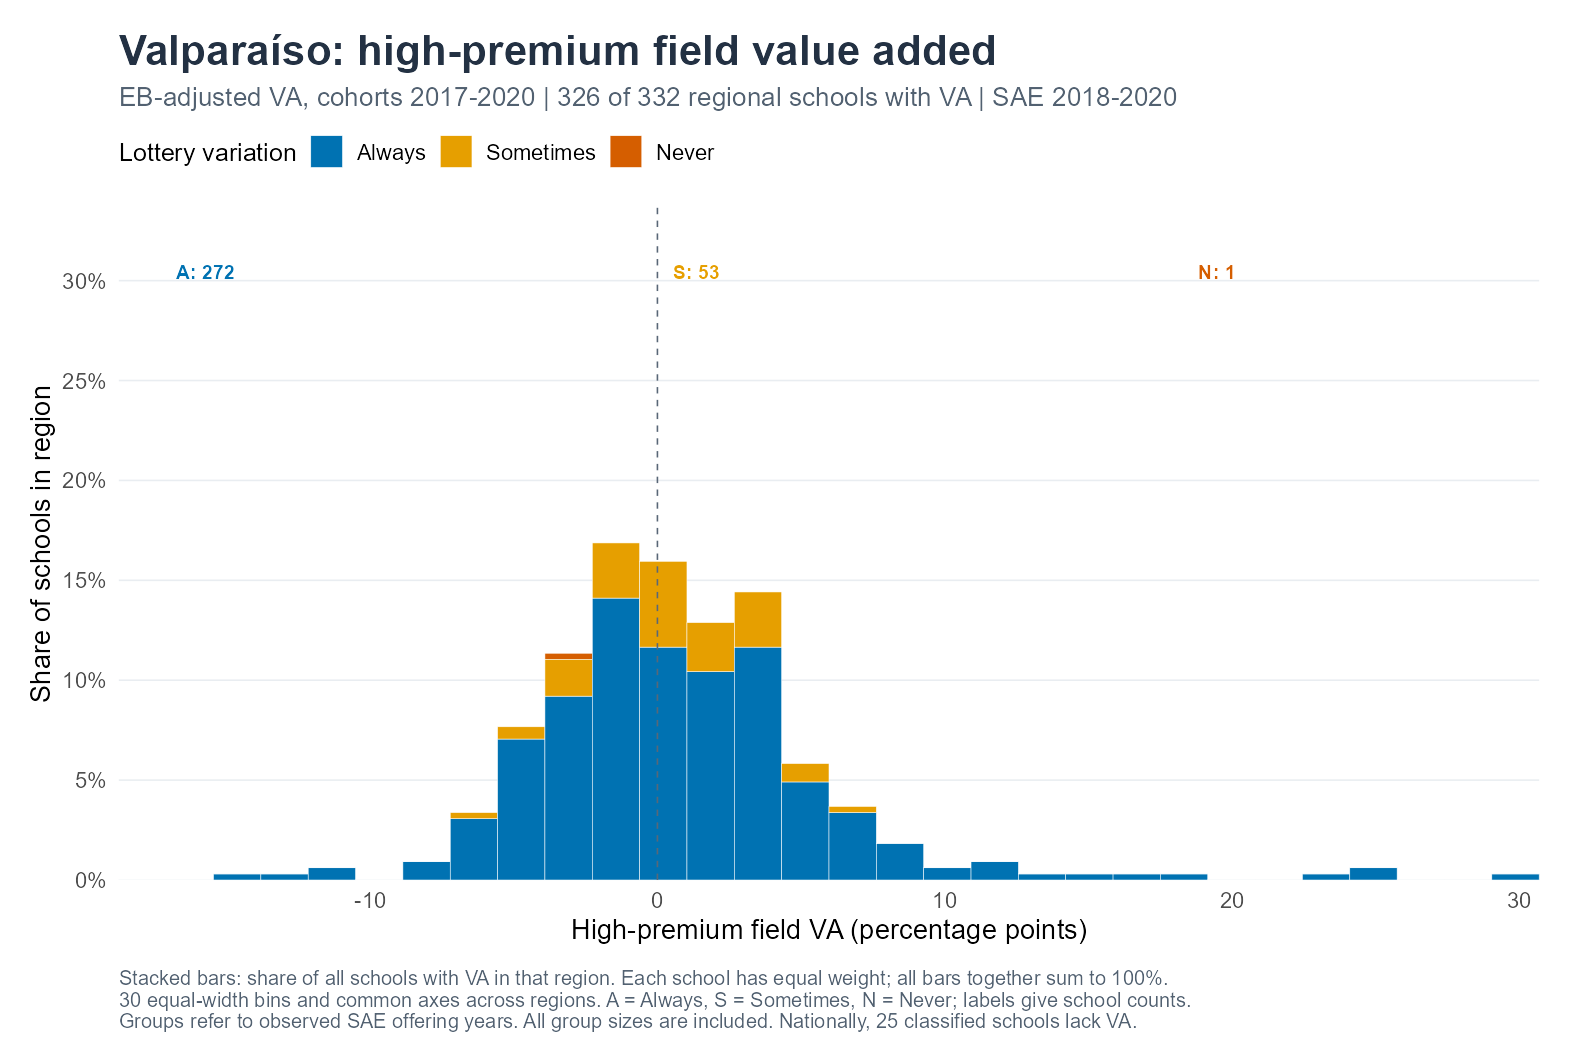 Valparaíso: high-premium field value added
EB-adjusted VA, cohorts 2017-2020 | 326 of 332 regional schools with VA | SAE 2018-2020
Lottery variation Always Sometimes Never
A: 272 S: 53 N: 1
30%
25%
20%
15%
10%
5%
0%
Share of schools in region
-10 0 10 20 30
High-premium field VA (percentage points)
Stacked bars: share of all schools with VA in that region. Each school has equal weight; all bars together sum to 100%.
30 equal-width bins and common axes across regions. A = Always, S = Sometimes, N = Never; labels give school counts.
Groups refer to observed SAE offering years. All group sizes are included. Nationally, 25 classified schools lack VA.